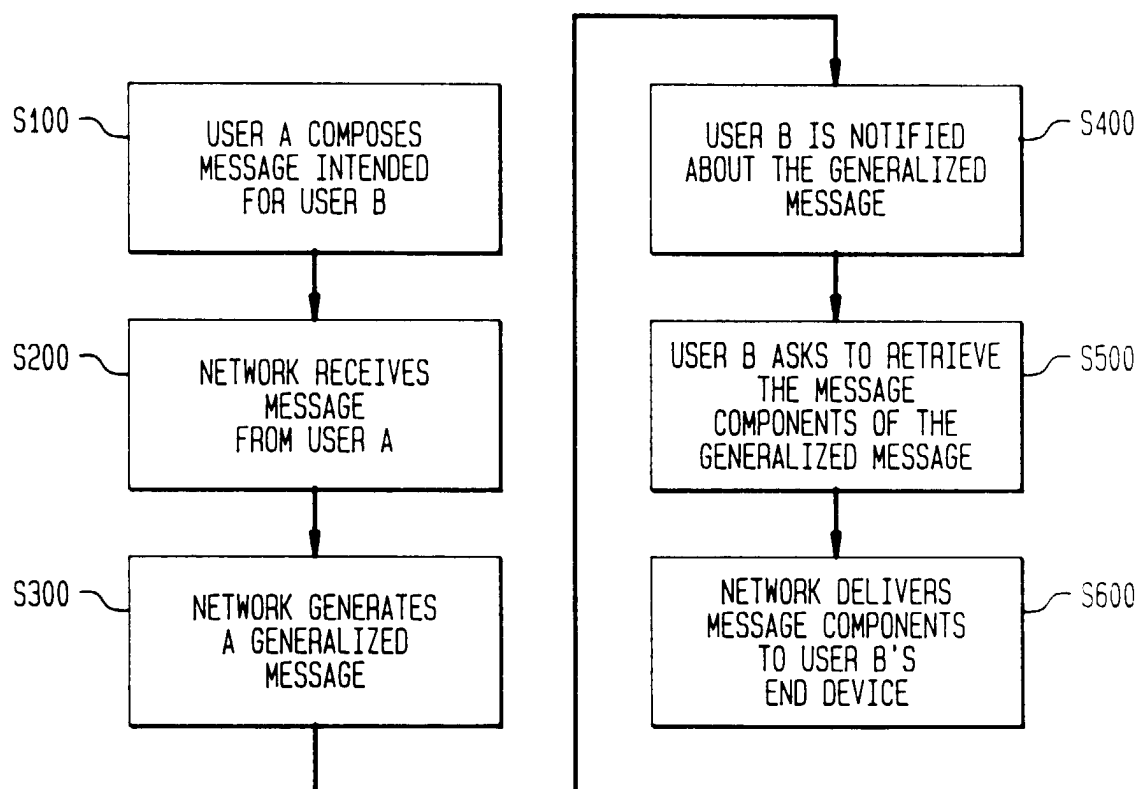 S100
USER A COMPOSES
MESSAGE INTENDED
FOR USER B
S200
NETWORK RECEIVES
MESSAGE
FROM USER A
S300
NETWORK GENERATES
A GENERALIZED
MESSAGE
S400
USER B IS NOTIFIED
ABOUT THE GENERALIZED
MESSAGE
S500
USER B ASKS TO RETRIEVE
THE MESSAGE
COMPONENTS OF THE
GENERALIZED MESSAGE
S600
NETWORK DELIVERS
MESSAGE COMPONENTS
TO USER B'S
END DEVICE